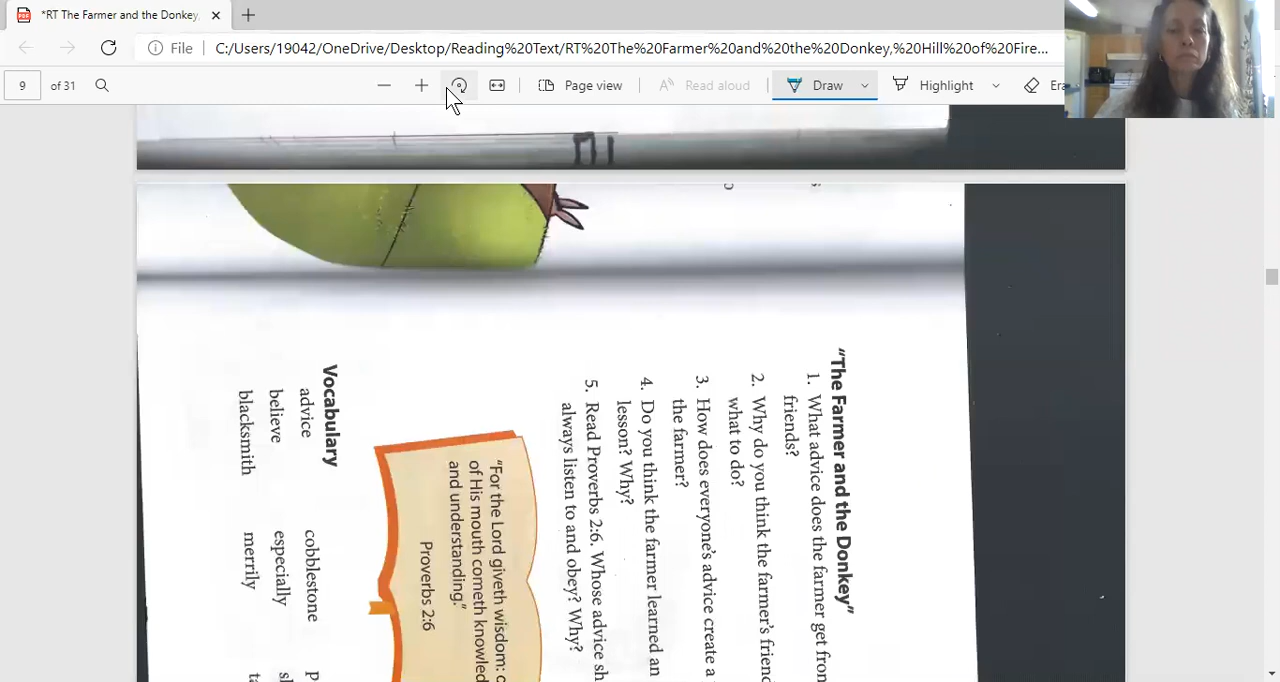 *RT The Farmer and the Donkey,
File
C:/Users/19042/OneDrive/Desktop/Reading%20Text/RT%20The%20Farmer%20and%20the%20Donkey,%20Hill%20of%20Fire...
9 of 31
Page view
Read aloud
Draw
Highlight
"The Farmer and the Donkey"
1. What advice does the farmer get
friends?
2. Why do you think the farmer's
what to do?
3. How does everyone's advice create a
the farmer?
4. Do you think the farmer learned an
lesson? Why?
5. Read Proverbs 2:6. Whose advice
always listen to and obey? Why?
"For the Lord giveth wisdom:
of His mouth cometh
and understanding."
Proverbs 2:6
Vocabulary
advice cobblestone
believe especially
blacksmith merrily